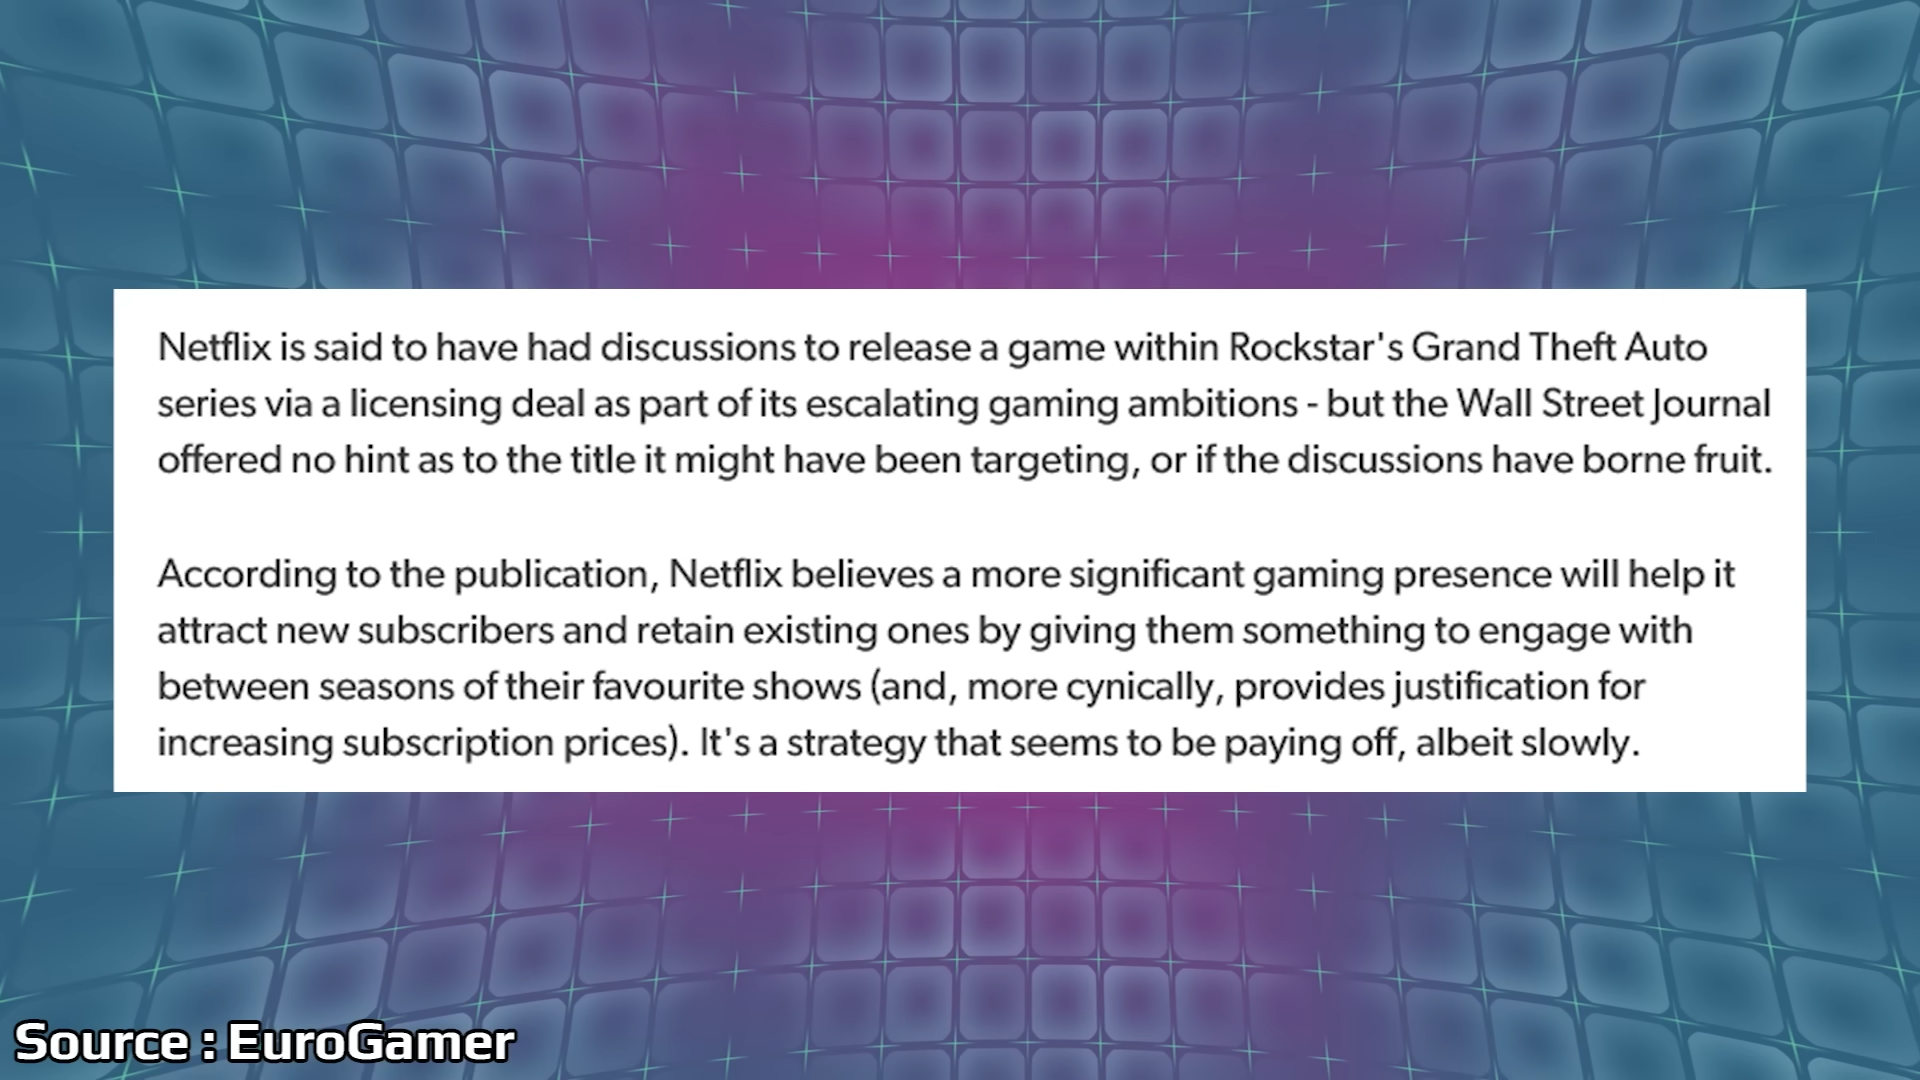 Netflix is said to have had discussions to release a game within Rockstar's Grand Theft Auto
series via a licensing deal as part of its escalating gaming ambitions - but the Wall Street Journal
offered no hint as to the title it might have been targeting, or if the discussions have borne fruit.
According to the publication, Netflix believes a more significant gaming presence will help it
attract new subscribers and retain existing ones by giving them something to engage with
between seasons of their favourite shows (and, more cynically, provides justification for
increasing subscription prices). It's a strategy that seems to be paying off, albeit slowly.
Source : EuroGamer